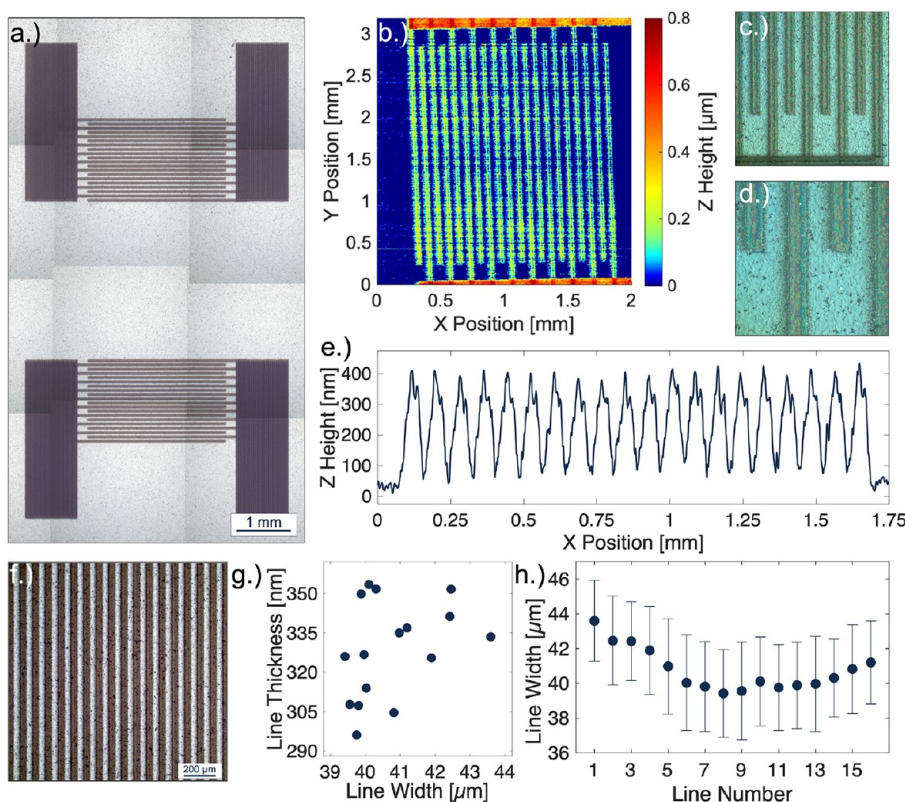 a.)
1 mm
b.)
Y Position [mm]
3
2.5
2
1.5
1
0.5
0
0
0.5
1
1.5
2
X Position [mm]
0.8
0.6
0.4
0.2
0
Z Height [µm]
c.)
d.)
e.)
Z Height [nm]
400
300
200
100
0
0
0.25
0.5
0.75
1
1.25
1.5
1.75
X Position [mm]
f.)
200 µm
g.)
Line Thickness [nm]
350
335
320
305
290
39
40
41
42
43
44
Line Width [µm]
h.)
Line Width [µm]
46
44
42
40
38
36
1
3
5
7
9
11
13
15
Line Number